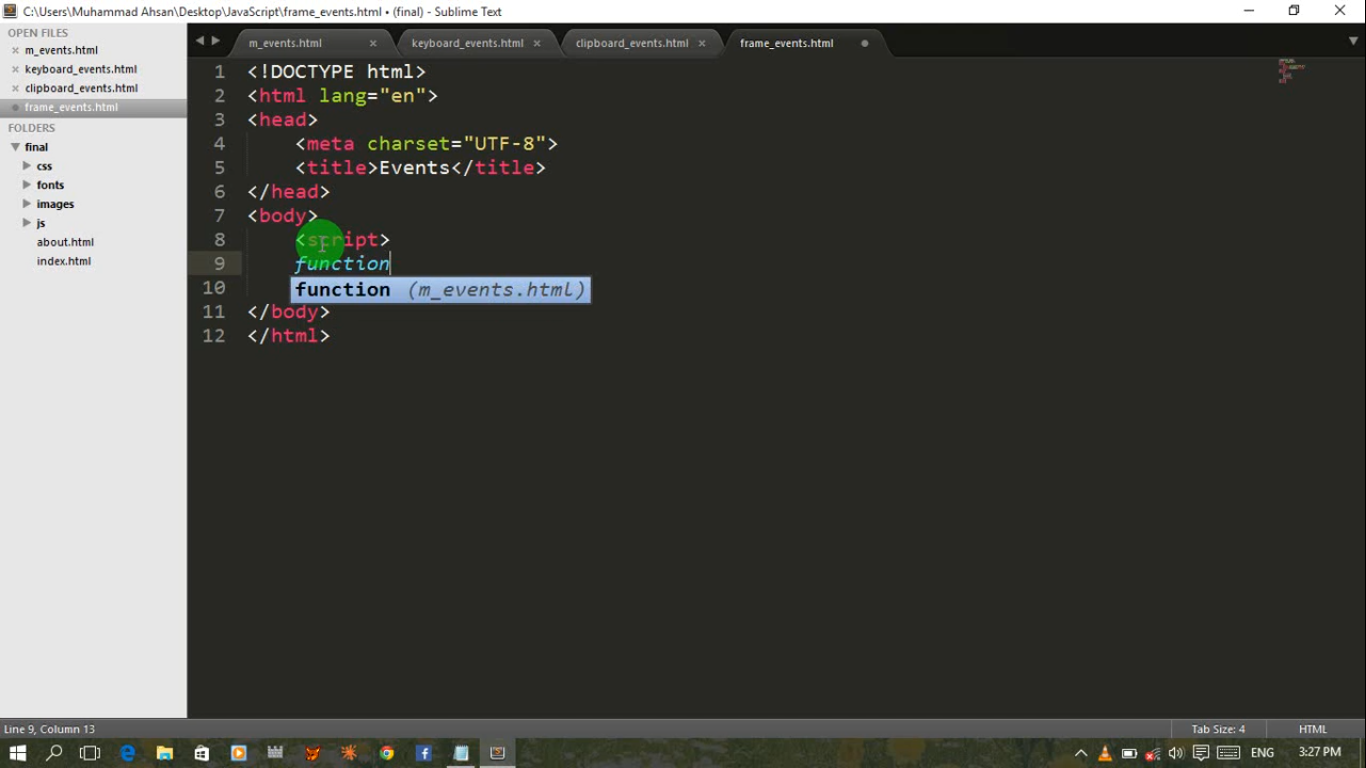 C:\Users\Muhammad Ahsan\Desktop\JavaScript\frame_events.html • (final) - Sublime Text
OPEN FILES
m_events.html
keyboard_events.html
clipboard_events.html
frame_events.html
FOLDERS
final
css
fonts
images
js
about.html
index.html
m_events.html keyboard_events.html clipboard_events.html frame_events.html
1 <!DOCTYPE html>
2 <html lang="en">
3 <head>
4 <meta charset="UTF-8">
5 <title>Events</title>
6 </head>
7 <body>
8 <script>
9 function
10 function (m_events.html)
11 </body>
12 </html>
Line 9, Column 13
Tab Size: 4
HTML
ENG
3:27 PM